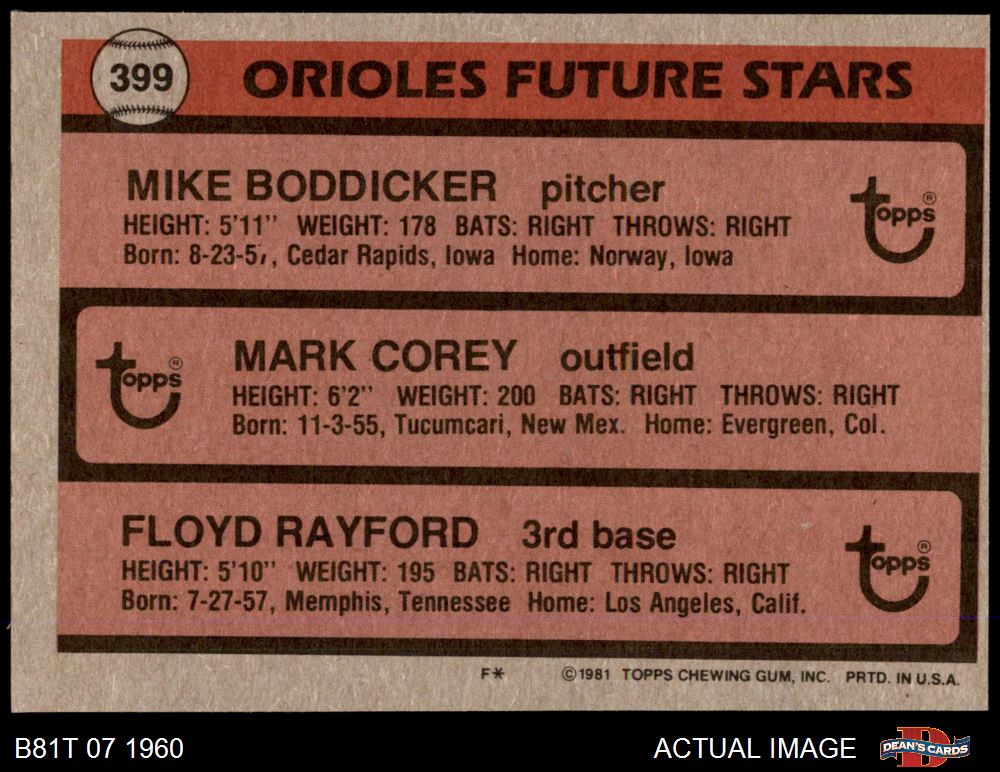 399 ORIOLES FUTURE STARS
MIKE BODDICKER pitcher
HEIGHT: 5'11" WEIGHT: 178 BATS: RIGHT THROWS: RIGHT
Born: Cedar Rapids, Iowa Home: Norway, Iowa
Topps®
MARK COREY outfield
HEIGHT: 6'2" WEIGHT: 200 BATS: RIGHT THROWS: RIGHT
Born: 11-3-55, Tucumcari, New Mex. Home: Evergreen, Col.
Topps®
FLOYD RAYFORD 3rd base
HEIGHT: 5'10" WEIGHT: 195 BATS: RIGHT THROWS: RIGHT
Born: 7-27-57, Memphis, Tennessee Home: Los Angeles, Calif.
Topps®
F* ©1981 TOPPS CHEWING GUM, INC. PRTD. IN U.S.A.
B81T 07 1960 ACTUAL IMAGE DEAN'S CARDS